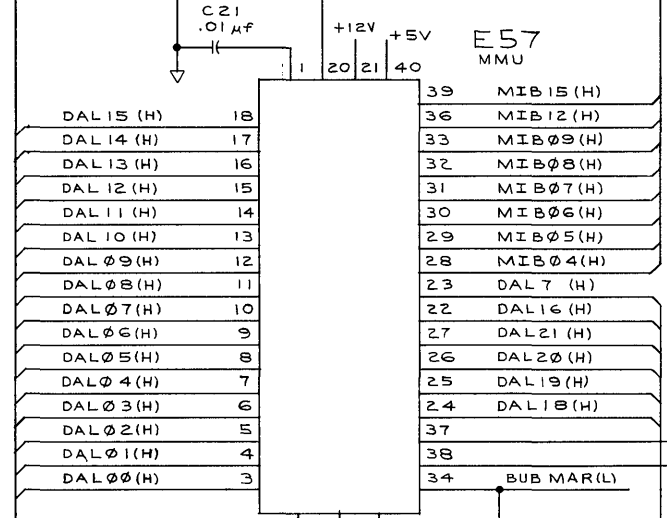 C21
.01 µf
+12V
+5V
E57
MMU
1 20 21 40
39 MIB15(H)
DAL15(H) 18 36 MIB12(H)
DAL14(H) 17 33 MIBØ9(H)
DAL13(H) 16 32 MIBØ8(H)
DAL12(H) 15 31 MIBØ7(H)
DAL11(H) 14 30 MIBØ6(H)
DAL10(H) 13 29 MIBØ5(H)
DALØ9(H) 12 28 MIBØ4(H)
DALØ8(H) 11 23 DAL7 (H)
DALØ7(H) 10 22 DAL16(H)
DALØ6(H) 9 27 DAL21(H)
DALØ5(H) 8 26 DAL2Ø(H)
DALØ4(H) 7 25 DAL19(H)
DALØ3(H) 6 24 DAL18(H)
DALØ2(H) 5 37
DALØ1(H) 4 38
DALØØ(H) 3 34 BUB MAR(L)